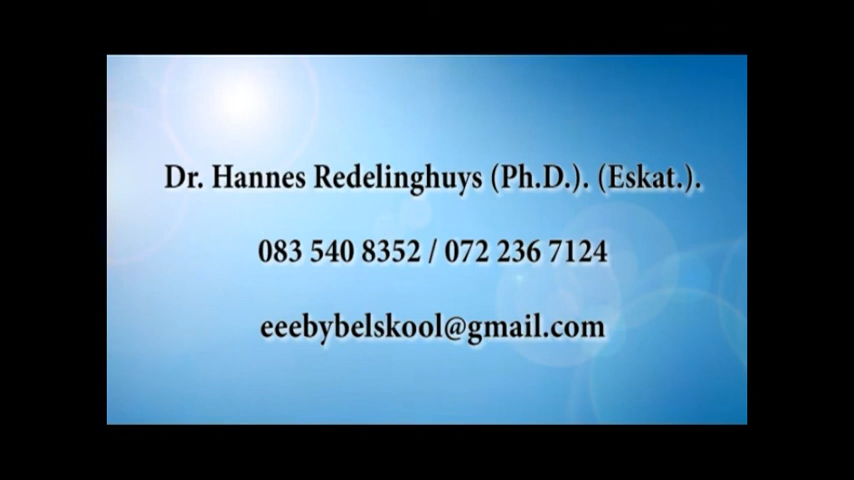 Dr. Hannes Redelinghuys (Ph.D.). (Eskat.).
083 540 8352 / 072 236 7124
eeebybelskool@gmail.com